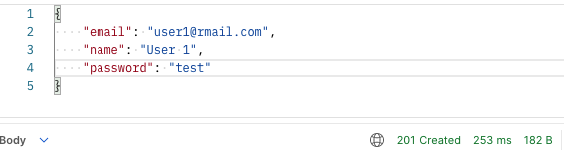 1 {
2 "email": "user1@rmail.com",
3 "name": "User 1",
4 "password": "test"
5 }
Body 201 Created 253 ms 182 B